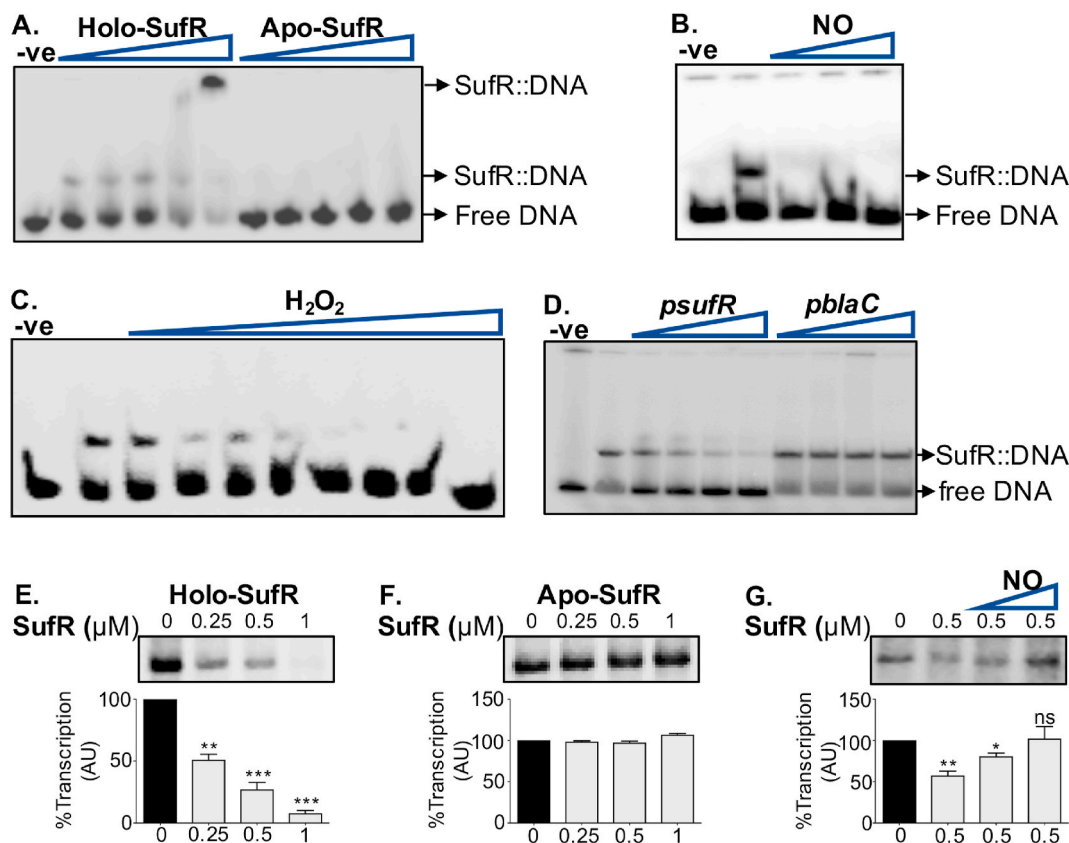 A. Holo-SufR Apo-SufR
-ve
SufR::DNA
SufR::DNA
Free DNA
B. NO
-ve
SufR::DNA
Free DNA
C. H₂O₂
-ve
D. psufR pblaC
-ve
SufR::DNA
free DNA
E. Holo-SufR
SufR (µM) 0 0.25 0.5 1
%Transcription
(AU)
100
50
0
** *** ***
0 0.25 0.5 1
F. Apo-SufR
SufR (µM) 0 0.25 0.5 1
%Transcription
(AU)
150
100
50
0
0 0.25 0.5 1
G. NO
SufR (µM) 0 0.5 0.5 0.5
%Transcription
(AU)
150
100
50
0
** * ns
0 0.5 0.5 0.5